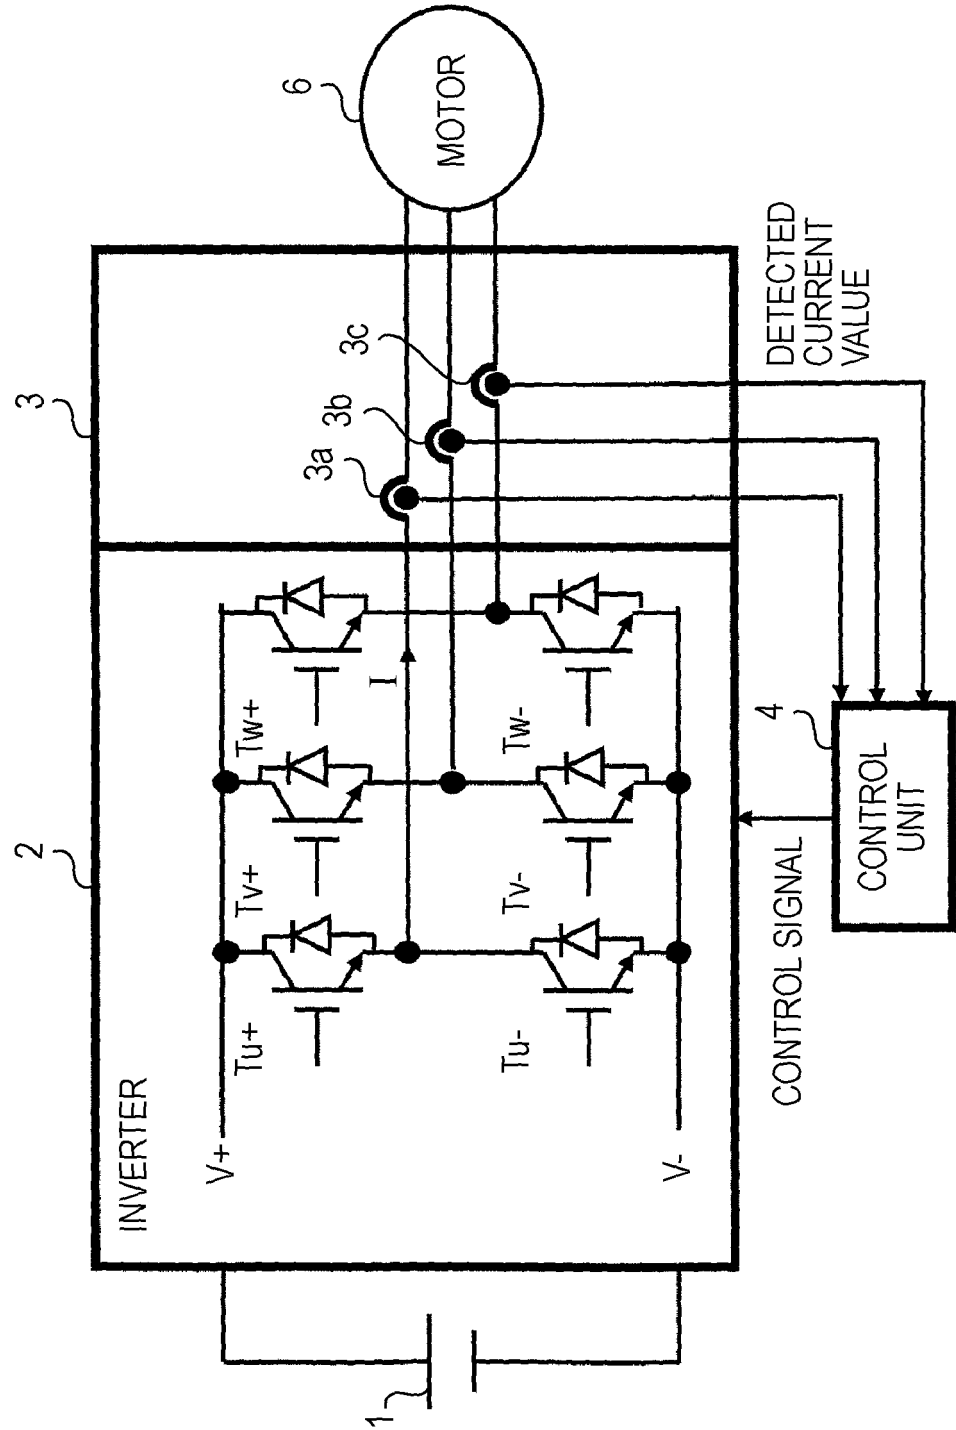 INVERTER
2
3
6
MOTOR
V+
V-
Tu+
Tv+
Tw+
Tu-
Tv-
Tw-
I
3a
3b
3c
1
CONTROL SIGNAL
4
CONTROL
UNIT
DETECTED
CURRENT
VALUE